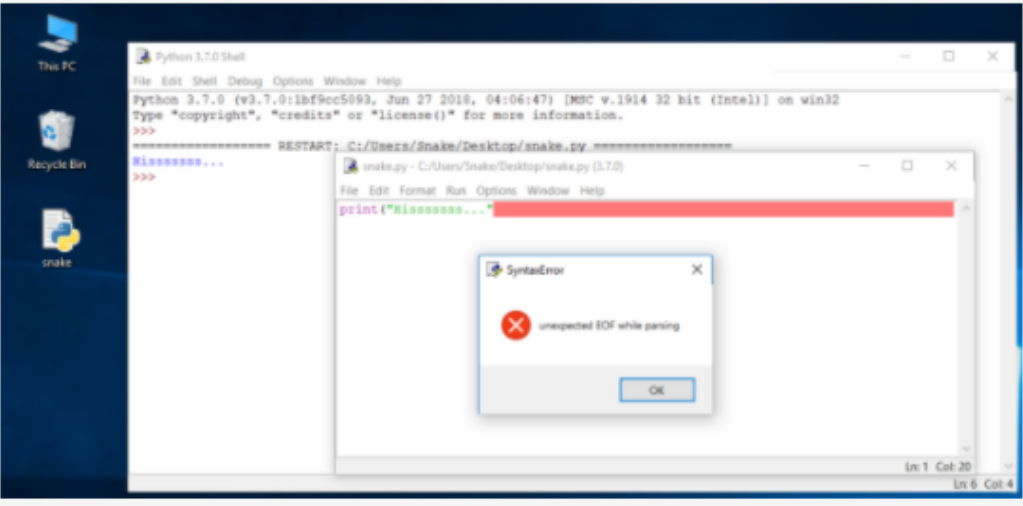 This PC
Recycle Bin
snake
Python 3.7.0 Shell
File Edit Shell Debug Options Window Help
Python 3.7.0 (v3.7.0:1bf9cc5093, Jun 27 2018, 04:06:47) [MSC v.1914 32 bit (Intel)] on win32
Type "copyright", "credits" or "license()" for more information.
>>>
================== RESTART: C:/Users/Snake/Desktop/snake.py ==================
Hisssssss...
>>>
snake.py - C:/Users/Snake/Desktop/snake.py (3.7.0)
File Edit Format Run Options Window Help
print("Hisssssss..."
SyntaxError
unexpected EOF while parsing
OK
Ln: 1 Col: 20
Ln: 6 Col: 4